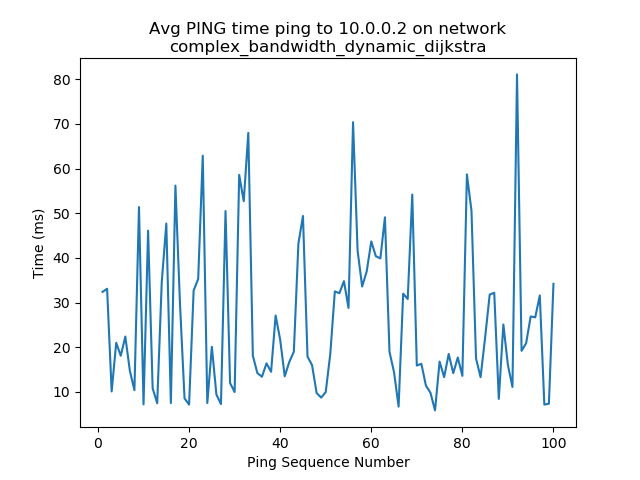 Avg PING time ping to 10.0.0.2 on network
complex_bandwidth_dynamic_dijkstra
80
70
60
50
40
30
20
10
Time (ms)
0 20 40 60 80 100
Ping Sequence Number